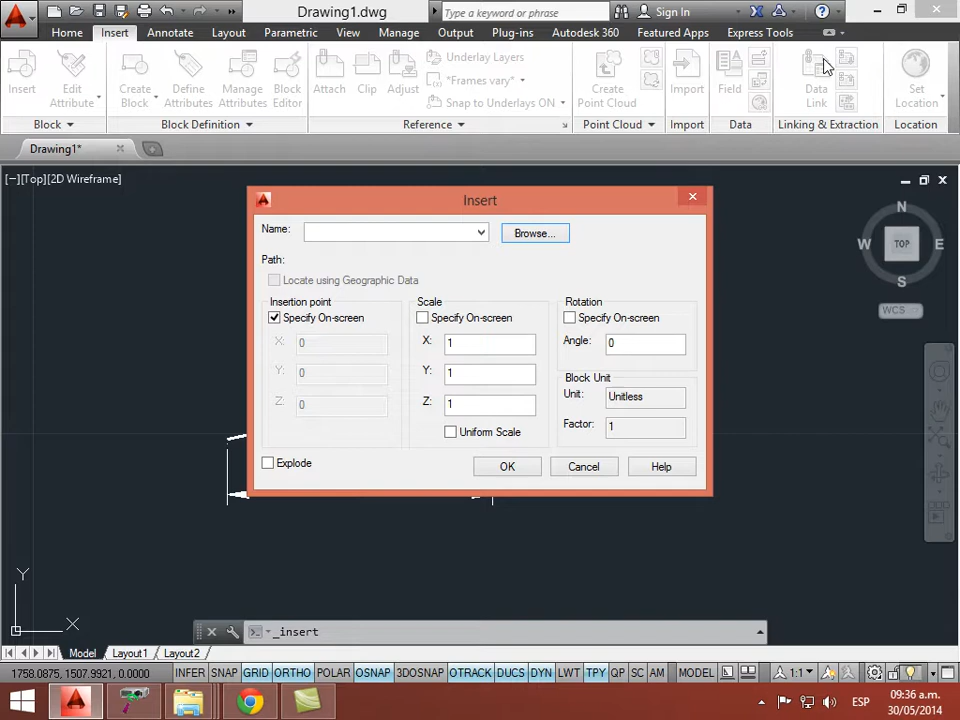 Drawing1.dwg
Type a keyword or phrase
Sign In
Home Insert Annotate Layout Parametric View Manage Output Plug-ins Autodesk 360 Featured Apps Express Tools
Insert
Edit Attribute
Create Block
Define Attributes
Manage Attributes
Block Editor
Attach
Clip
Adjust
Underlay Layers
*Frames vary*
Snap to Underlays ON
Create Point Cloud
Import
Field
Data Link
Set Location
Block Block Definition Reference Point Cloud Import Data Linking & Extraction Location
Drawing1*
[−][Top][2D Wireframe]
Insert
Name:
Browse...
Path:
Locate using Geographic Data
Insertion point
Specify On-screen
X: 0
Y: 0
Z: 0
Scale
Specify On-screen
X: 1
Y: 1
Z: 1
Uniform Scale
Rotation
Specify On-screen
Angle: 0
Block Unit
Unit: Unitless
Factor: 1
Explode
OK Cancel Help
N
W TOP E
S
WCS
Y
X
_insert
Model Layout1 Layout2
1758.0875, 1507.9921, 0.0000 INFER SNAP GRID ORTHO POLAR OSNAP 3DOSNAP OTRACK DUCS DYN LWT TPY QP SC AM MODEL 1:1
ESP
09:36 a.m.
30/05/2014